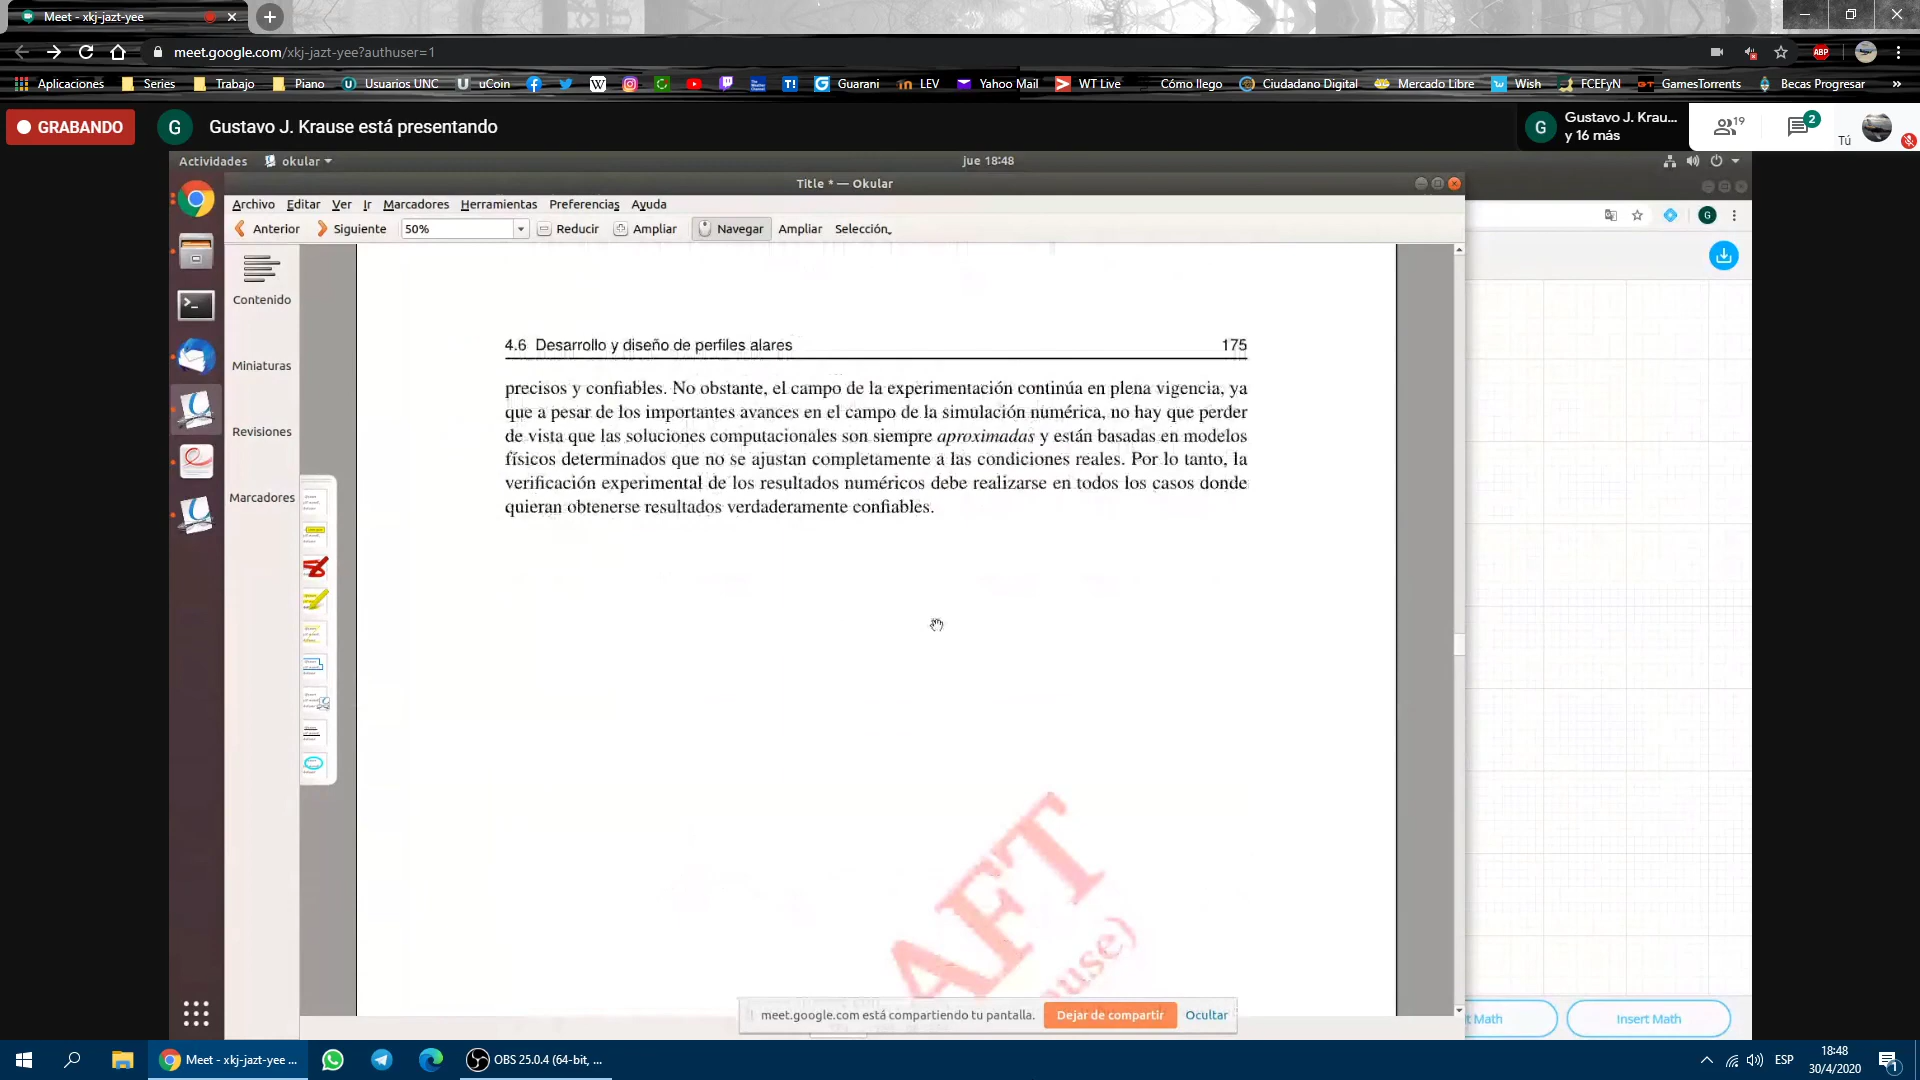 Meet - xkj-jazt-yee
meet.google.com/xkj-jazt-yee?authuser=1
ABP
Aplicaciones Series Trabajo Piano Usuarios UNC uCoin Guarani LEV Yahoo Mail WT Live Cómo llego Ciudadano Digital Mercado Libre Wish FCEFyN GamesTorrents Becas Progresar »
GRABANDO
G Gustavo J. Krause está presentando
G Gustavo J. Krau...
y 16 más
19
2
Tú
Actividades okular jue 18:48
Title * — Okular
Archivo Editar Ver Ir Marcadores Herramientas Preferencias Ayuda
Anterior Siguiente 50% Reducir Ampliar Navegar Ampliar Selección
Contenido
Miniaturas
Revisiones
Marcadores
4.6 Desarrollo y diseño de perfiles alares 175
precisos y confiables. No obstante, el campo de la experimentación continúa en plena vigencia, ya
que a pesar de los importantes avances en el campo de la simulación numérica, no hay que perder
de vista que las soluciones computacionales son siempre aproximadas y están basadas en modelos
físicos determinados que no se ajustan completamente a las condiciones reales. Por lo tanto, la
verificación experimental de los resultados numéricos debe realizarse en todos los casos donde
quieran obtenerse resultados verdaderamente confiables.
AFT
ause)
meet.google.com está compartiendo tu pantalla. Dejar de compartir Ocultar
t Math
Insert Math
Meet - xkj-jazt-yee ...
OBS 25.0.4 (64-bit, ...
ESP
18:48
30/4/2020
1